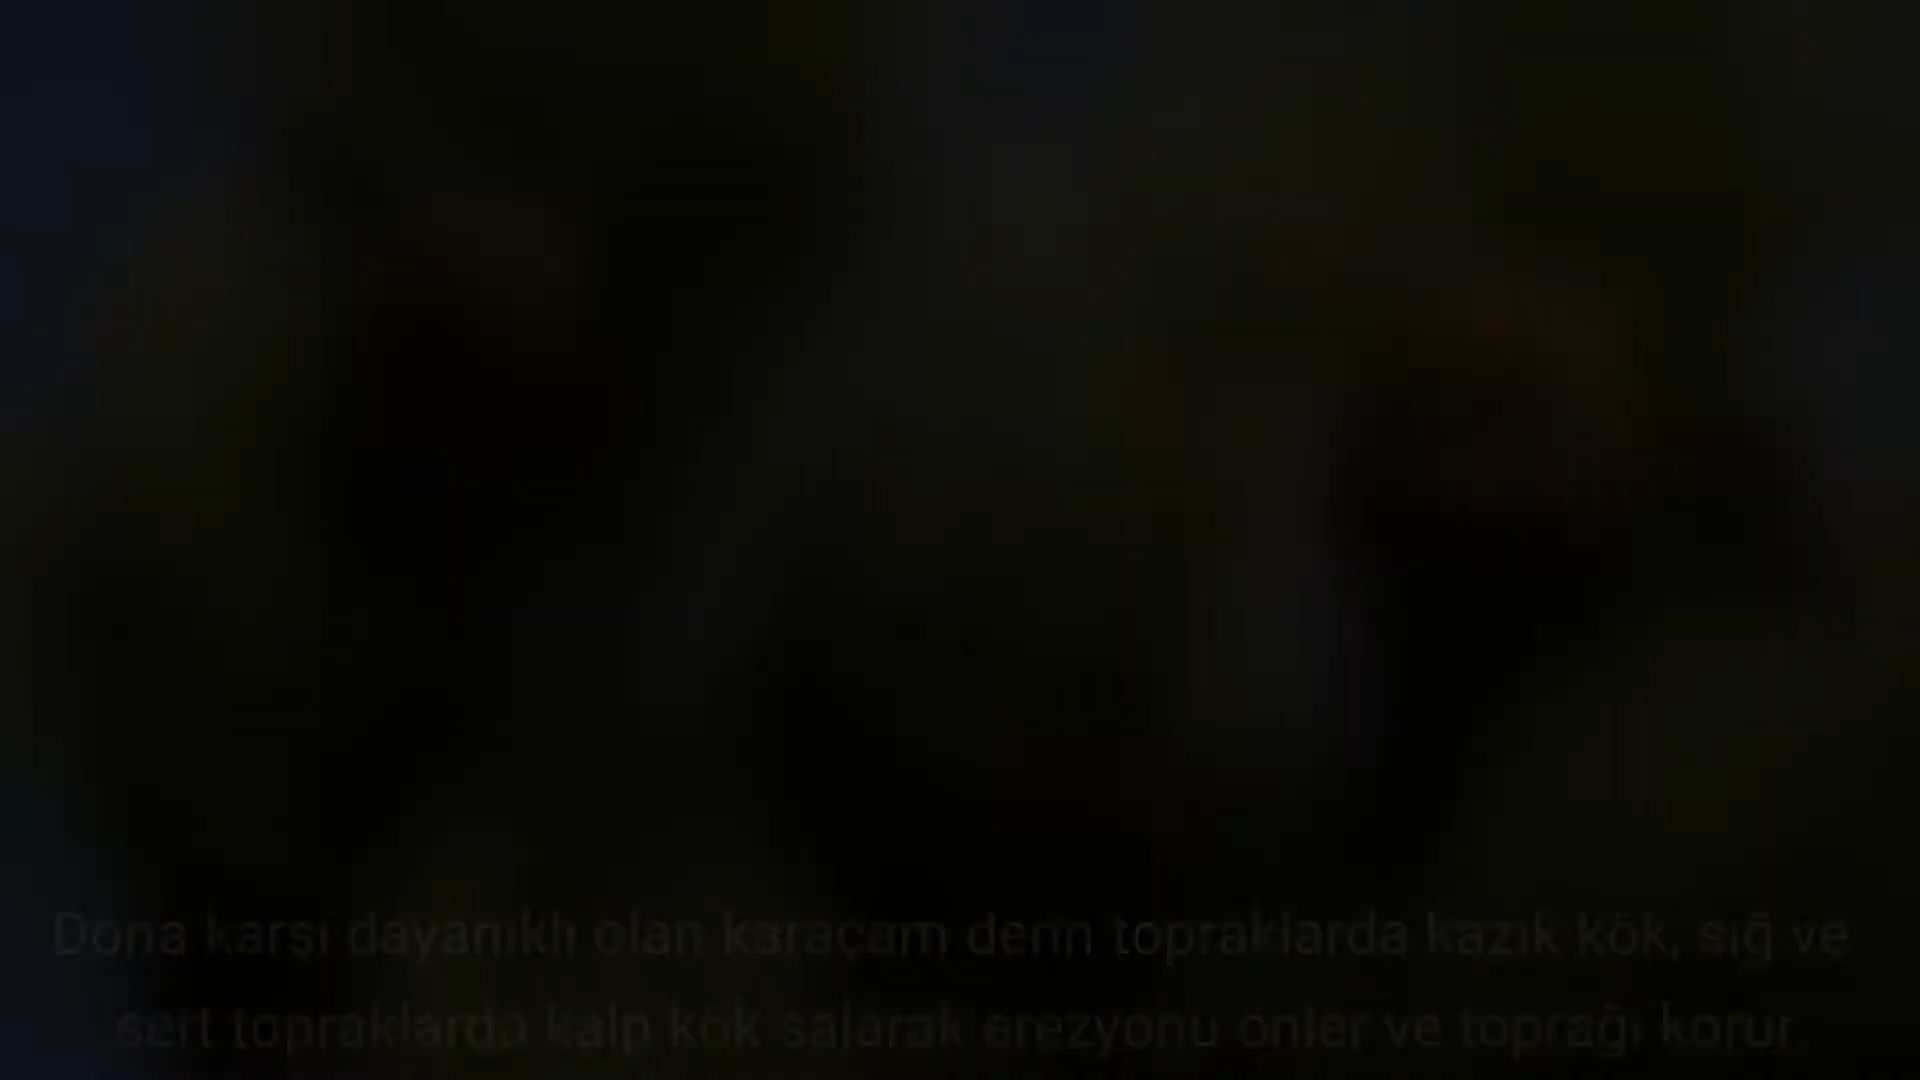 Dona karşı dayanıklı olan karaçam derin topraklarda kazık kök, sığ ve
sert topraklarda kalp kök salarak erezyonu önler ve toprağı korur.